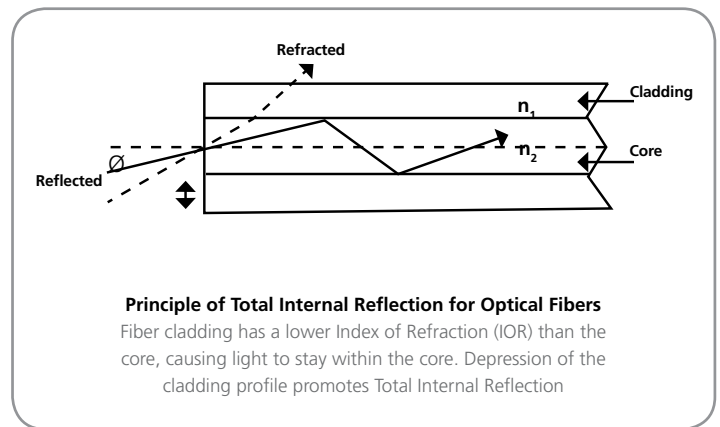 Refracted
Cladding
n1
Ø
n2
Core
Reflected
Principle of Total Internal Reflection for Optical Fibers
Fiber cladding has a lower Index of Refraction (IOR) than the
core, causing light to stay within the core. Depression of the
cladding profile promotes Total Internal Reflection